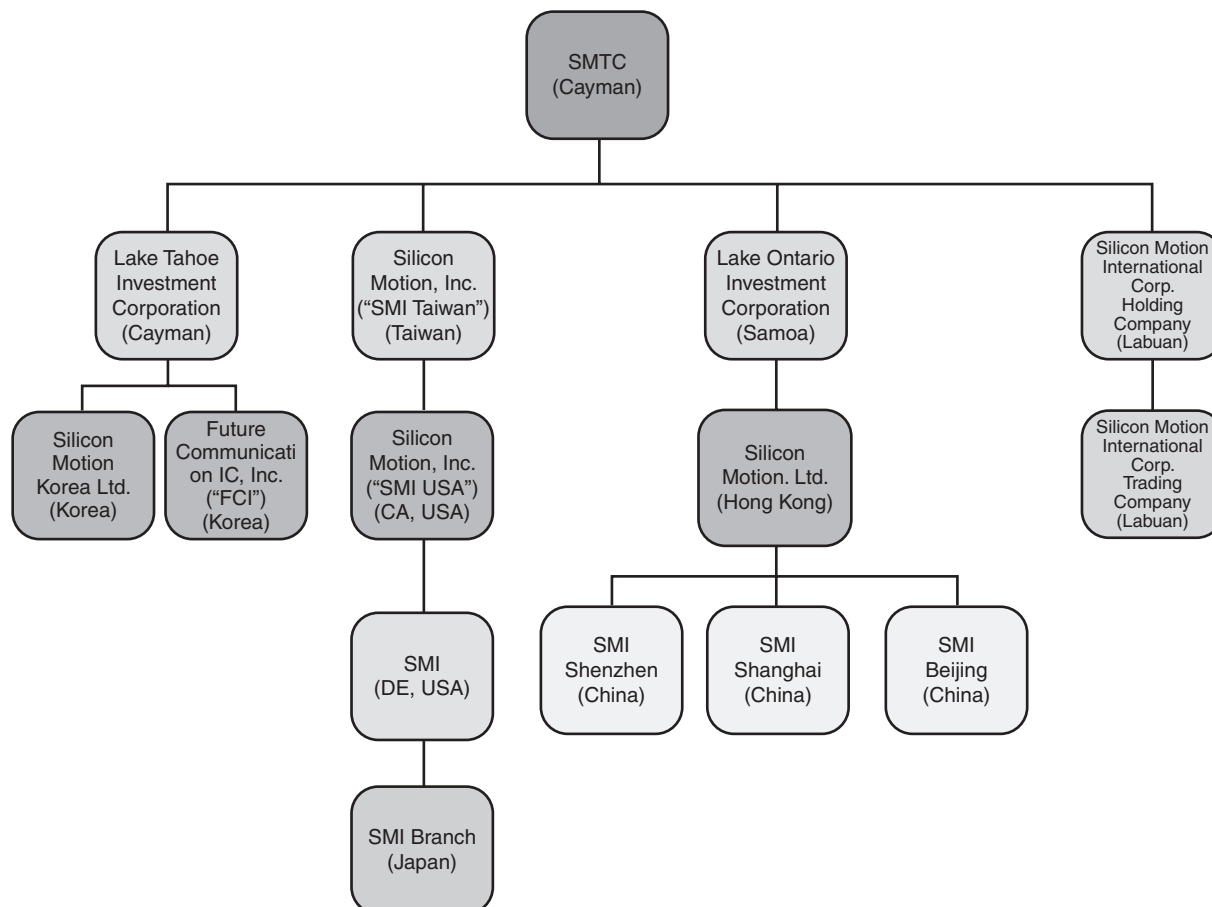 SMTC
(Cayman)
Lake Tahoe
Investment
Corporation
(Cayman)
Silicon
Motion, Inc.
(“SMI Taiwan”)
(Taiwan)
Lake Ontario
Investment
Corporation
(Samoa)
Silicon Motion
International
Corp.
Holding
Company
(Labuan)
Silicon
Motion
Korea Ltd.
(Korea)
Future
Communicati
on IC, Inc.
(“FCI”)
(Korea)
Silicon
Motion, Inc.
(“SMI USA”)
(CA, USA)
Silicon
Motion. Ltd.
(Hong Kong)
Silicon Motion
International
Corp.
Trading
Company
(Labuan)
SMI
(DE, USA)
SMI
Shenzhen
(China)
SMI
Shanghai
(China)
SMI
Beijing
(China)
SMI Branch
(Japan)